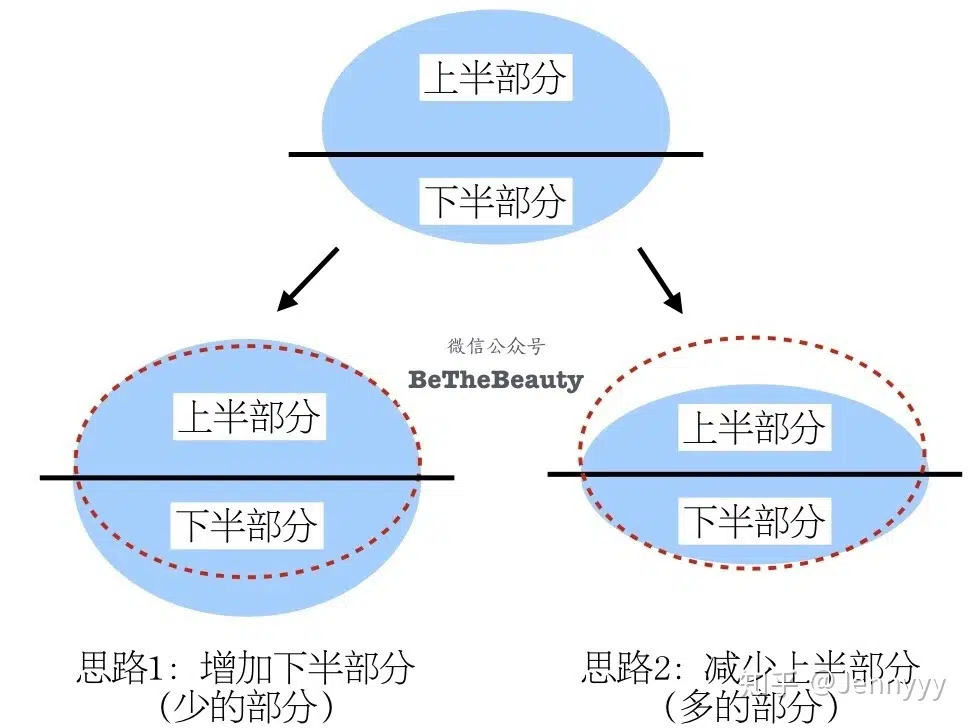 上半部分
下半部分
微信公众号
BeTheBeauty
上半部分
下半部分
上半部分
下半部分
思路1：增加下半部分
（少的部分）
思路2：减少上半部分
（多的部分）
知乎 @Jennyyy